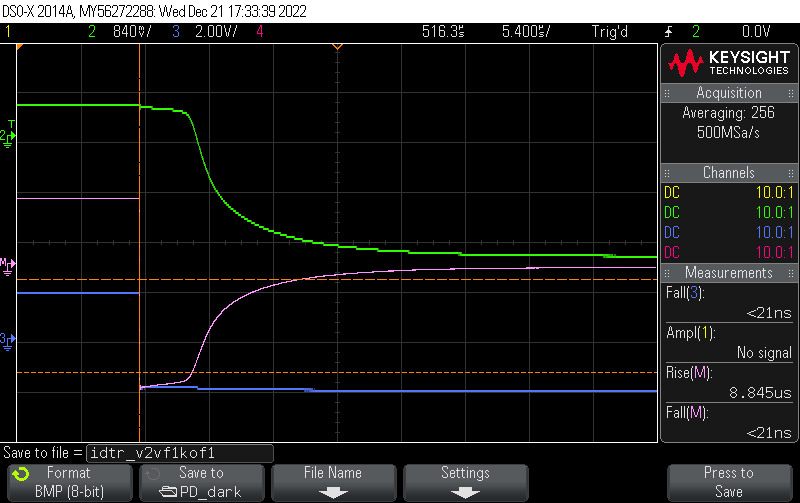 DSO-X 2014A, MY56272288: Wed Dec 21 17:33:39 2022
1 2 840㎷/ 3 2.00V/ 4 516.3㎲ 5.400㎲/ Trig'd 2 0.0V
KEYSIGHT
TECHNOLOGIES
Acquisition
Averaging: 256
500MSa/s
Channels
DC 10.0:1
DC 10.0:1
DC 10.0:1
DC 10.0:1
Measurements
Fall(3):
<21ns
Ampl(1):
No signal
Rise(M):
8.845us
Fall(M):
<21ns
T
2
M
3
Save to file = idtr_v2vf1kof1
Format
BMP (8-bit)
Save to
PD_dark
File Name
Settings
Press to
Save